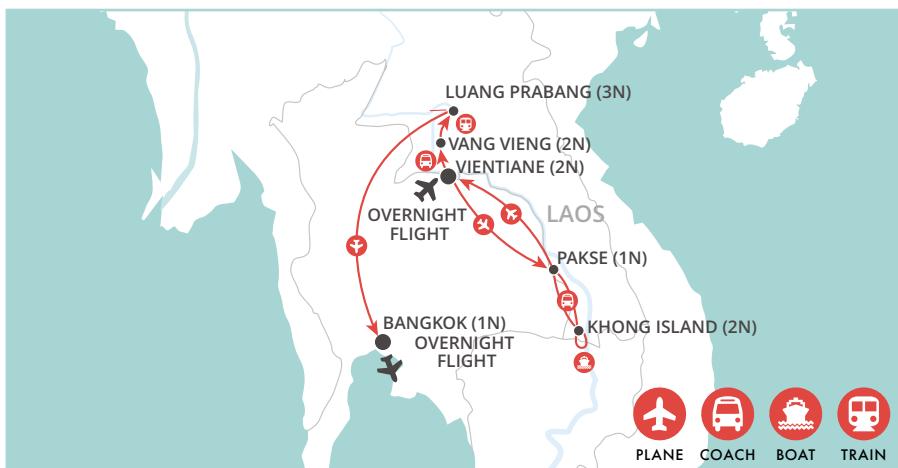 LUANG PRABANG (3N)
VANG VIENG (2N)
VIENTIANE (2N)
OVERNIGHT
FLIGHT
LAOS
PAKSE (1N)
KHONG ISLAND (2N)
BANGKOK (1N)
OVERNIGHT
FLIGHT
PLANE COACH BOAT TRAIN